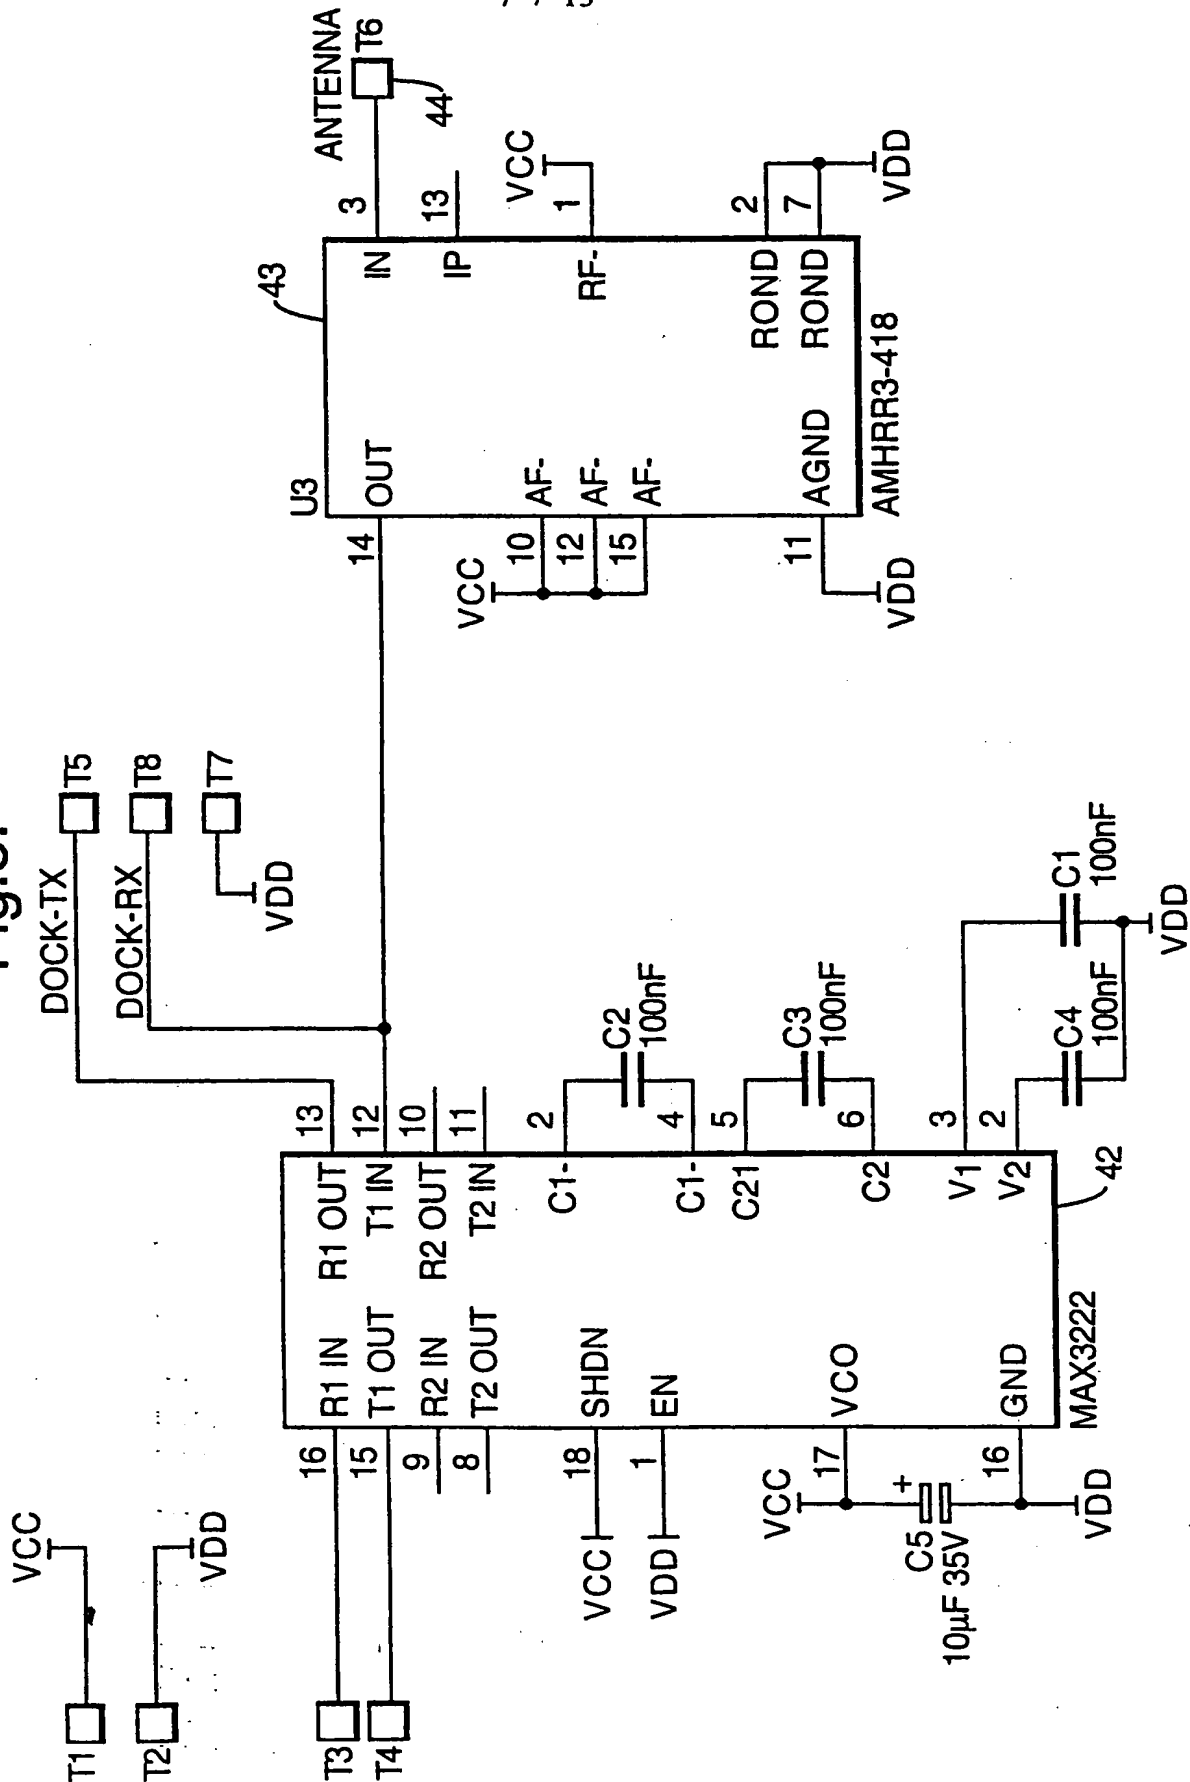 ANTENNA
T6
44
3
13
VCC
1
2
7
VDD
43
IN
IP
RF-
ROND
ROND
U3
OUT
AF-
AF-
AF-
AGND
AMHRR3-418
14
VCC
10
12
15
11
VDD
T5
T8
T7
DOCK-TX
DOCK-RX
VDD
13
12
10
11
2
4
5
6
3
2
C2
100nF
C3
100nF
C1
100nF
C4
100nF
VDD
42
R1 OUT
T1 IN
R2 OUT
T2 IN
C1-
C1-
C21
C2
V1
V2
R1 IN
T1 OUT
R2 IN
T2 OUT
SHDN
EN
VCO
GND
MAX3222
16
15
9
8
18
1
17
16
VCC
VDD
VCC
+
C5
10µF 35V
VDD
VCC
VDD
T1
T2
T3
T4